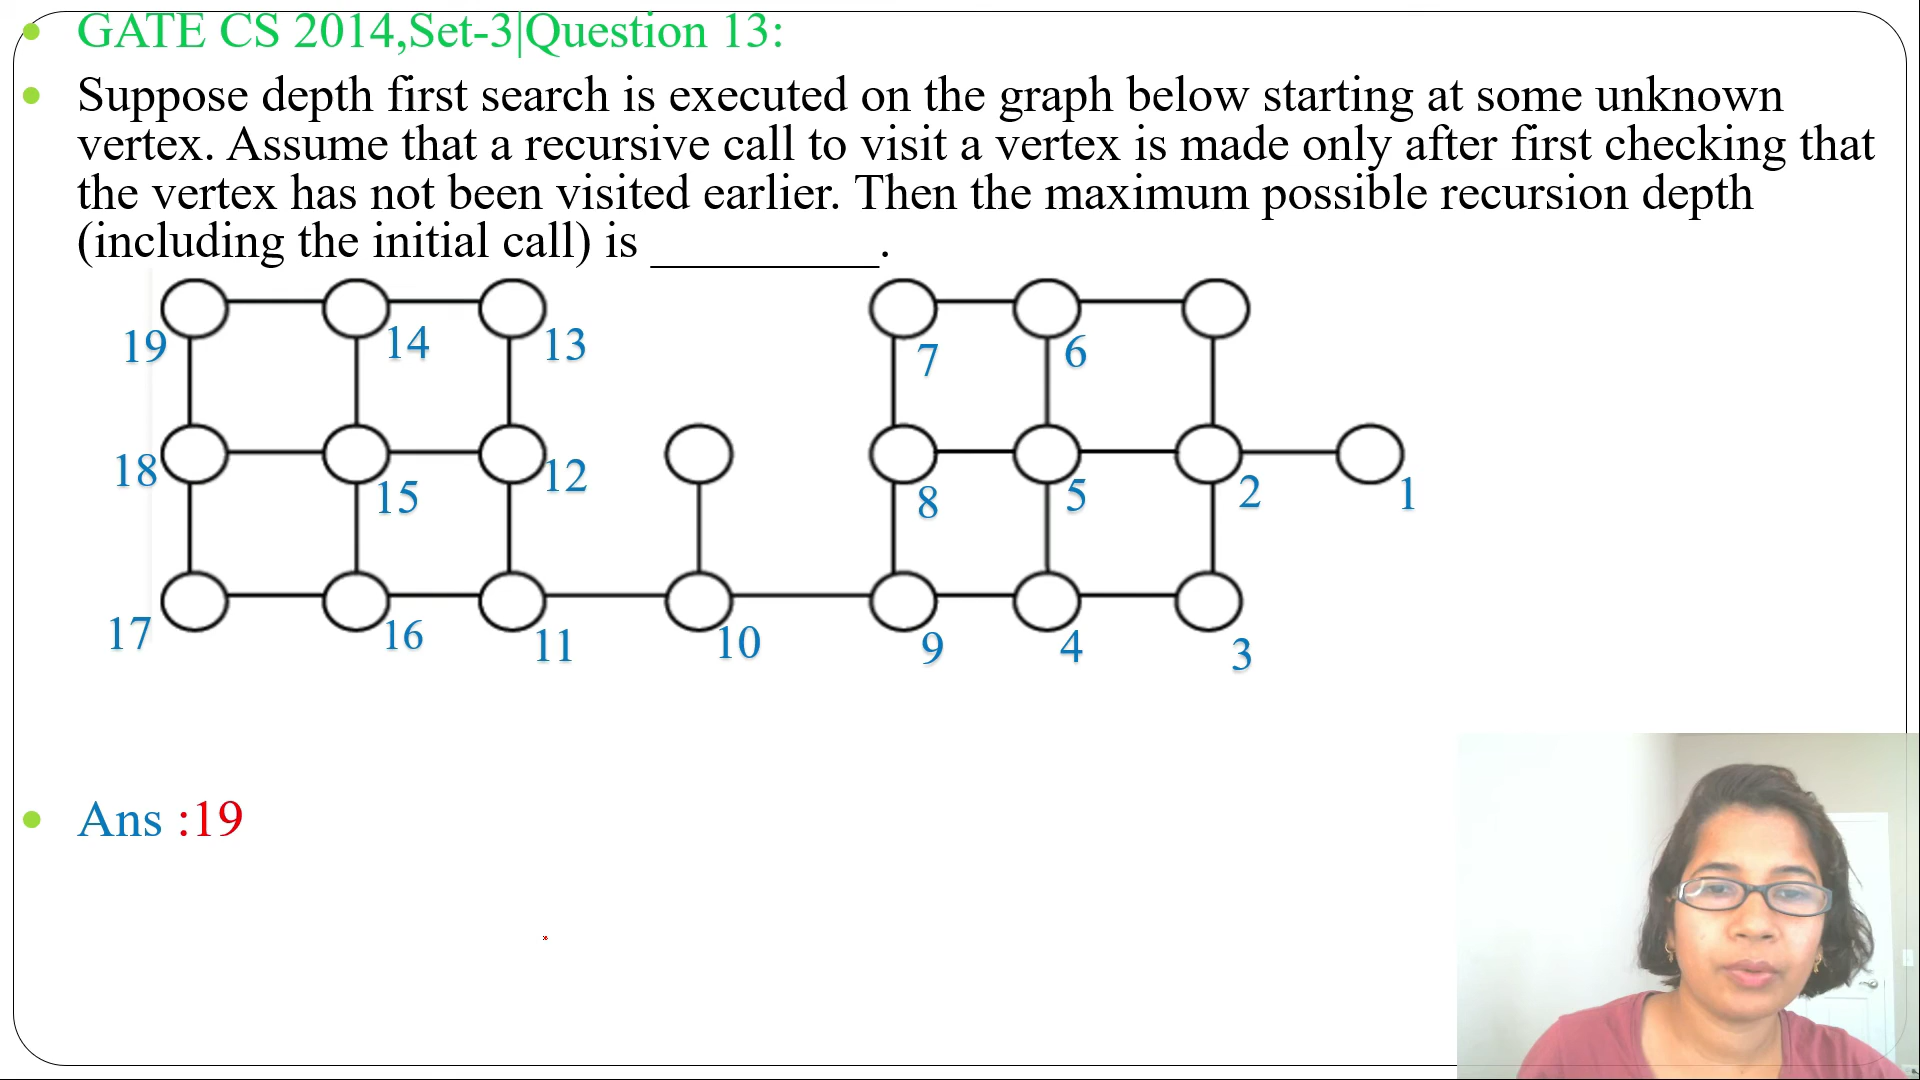 GATE CS 2014,Set-3|Question 13:
Suppose depth first search is executed on the graph below starting at some unknown
vertex. Assume that a recursive call to visit a vertex is made only after first checking that
the vertex has not been visited earlier. Then the maximum possible recursion depth
(including the initial call) is _________.
19 14 13 7 6
18 15 12 8 5 2 1
17 16 11 10 9 4 3
Ans :19